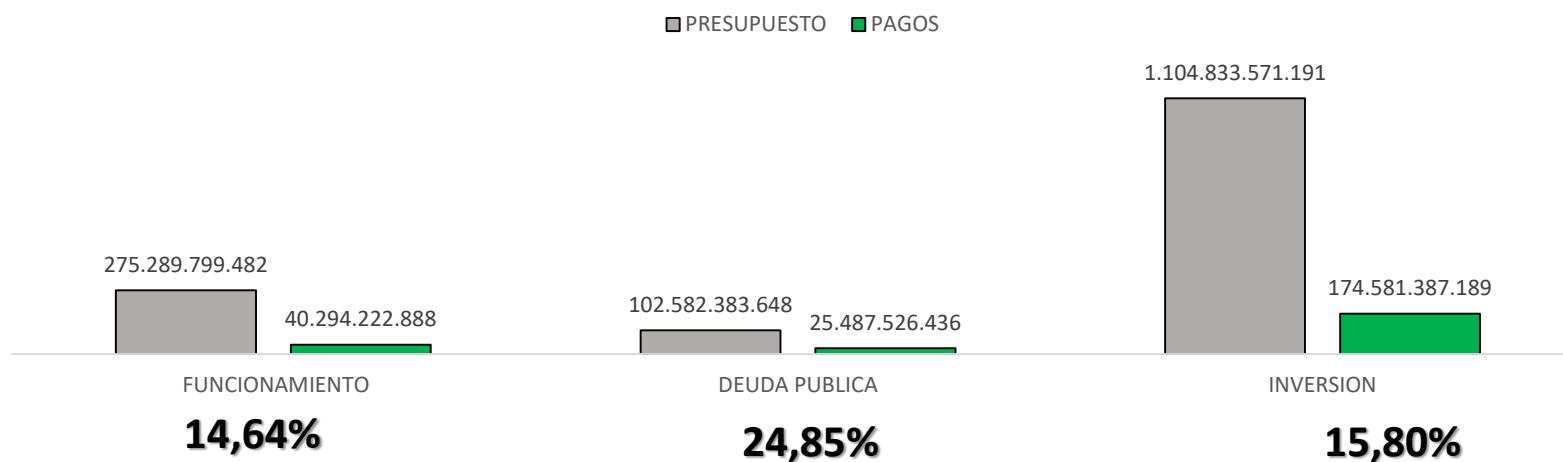 PRESUPUESTO PAGOS
1.104.833.571.191
275.289.799.482
40.294.222.888
102.582.383.648
25.487.526.436
174.581.387.189
FUNCIONAMIENTO DEUDA PUBLICA INVERSION
14,64% 24,85% 15,80%